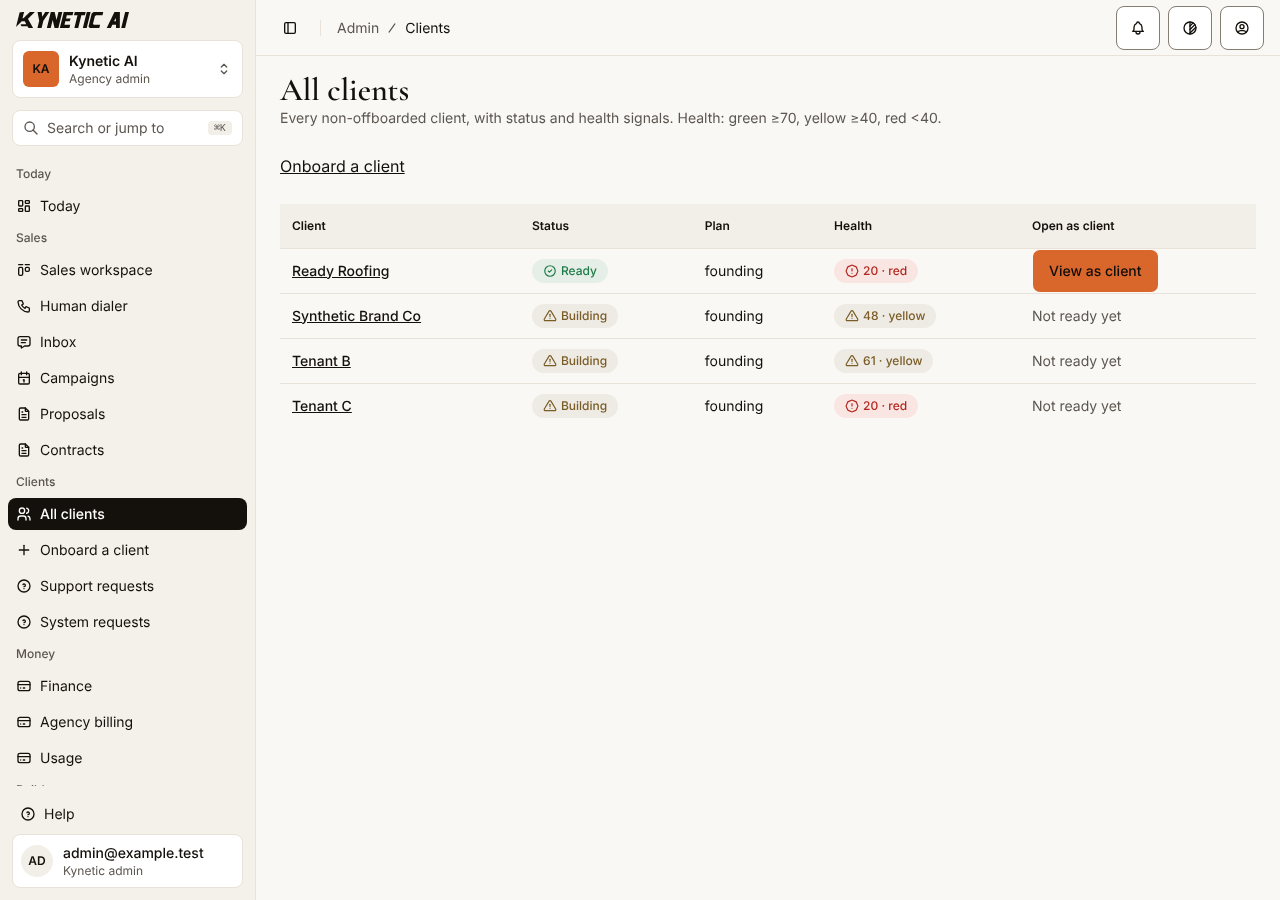 KYNETIC AI
KA
Kynetic AI
Agency admin
Search or jump to
⌘K
Today
Today
Sales
Sales workspace
Human dialer
Inbox
Campaigns
Proposals
Contracts
Clients
All clients
Onboard a client
Support requests
System requests
Money
Finance
Agency billing
Usage
Help
AD
admin@example.test
Kynetic admin
Admin / Clients
All clients
Every non-offboarded client, with status and health signals. Health: green ≥70, yellow ≥40, red <40.
Onboard a client
Client Status Plan Health Open as client
Ready Roofing Ready founding 20 · red View as client
Synthetic Brand Co Building founding 48 · yellow Not ready yet
Tenant B Building founding 61 · yellow Not ready yet
Tenant C Building founding 20 · red Not ready yet